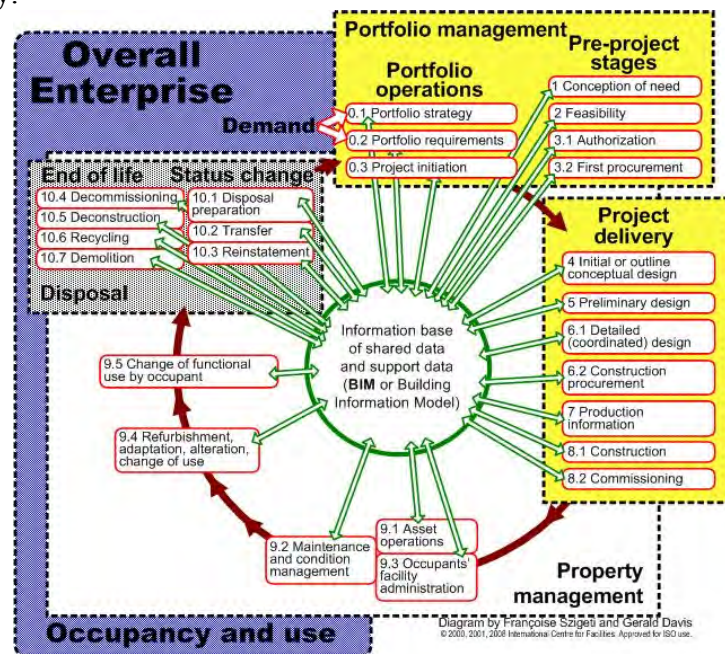 y.
Overall
Enterprise
Demand
Portfolio management
Portfolio
operations
0.1 Portfolio strategy
0.2 Portfolio requirements
0.3 Project initiation
Pre-project
stages
1 Conception of need
2 Feasibility
3.1 Authorization
3.2 First procurement
End of life
10.4 Decommissioning
10.5 Deconstruction
10.6 Recycling
10.7 Demolition
Status change
10.1 Disposal
preparation
10.2 Transfer
10.3 Reinstatement
Disposal
Project
delivery
4 Initial or outline
conceptual design
5 Preliminary design
6.1 Detailed
(coordinated) design
6.2 Construction
procurement
7 Production
information
8.1 Construction
8.2 Commissioning
Information base
of shared data
and support data
(BIM or Building
Information Model)
9.5 Change of functional
use by occupant
9.4 Refurbishment,
adaptation, alteration,
change of use
9.2 Maintenance
and condition
management
9.1 Asset
operations
9.3 Occupants'
facility
administration
Property
management
Occupancy and use
Diagram by Françoise Szigeti and Gerald Davis
© 2000, 2001, 2008 International Centre for Facilities. Approved for ISO use.